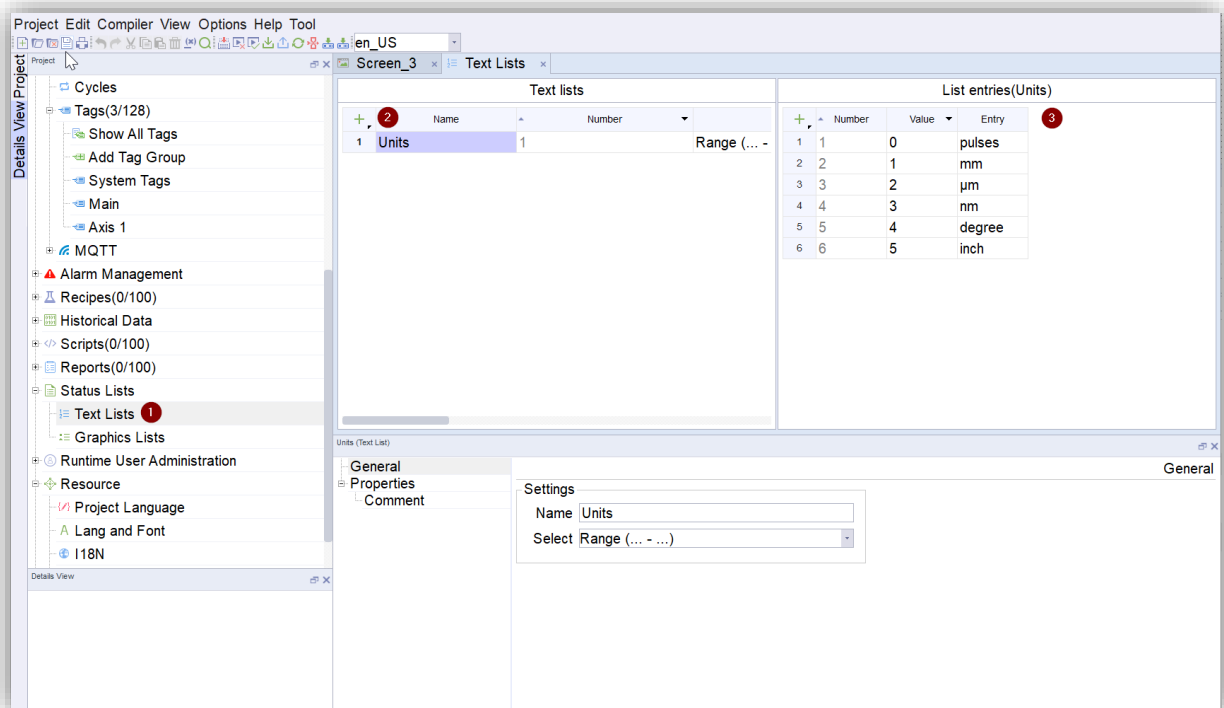 Project Edit Compiler View Options Help Tool
en_US
Project View
Details View
Project
Cycles
Tags(3/128)
Show All Tags
Add Tag Group
System Tags
Main
Axis 1
MQTT
Alarm Management
Recipes(0/100)
Historical Data
Scripts(0/100)
Reports(0/100)
Status Lists
Text Lists 1
Graphics Lists
Runtime User Administration
Resource
Project Language
Lang and Font
I18N
Details View
Screen_3 Text Lists
Text lists
2 Name Number
1 Units 1 Range (... -
List entries(Units)
Number Value Entry 3
1 1 0 pulses
2 2 1 mm
3 3 2 µm
4 4 3 nm
5 5 4 degree
6 6 5 inch
Units (Text List)
General
Properties
Comment
General
Settings
Name Units
Select Range (... - ...)